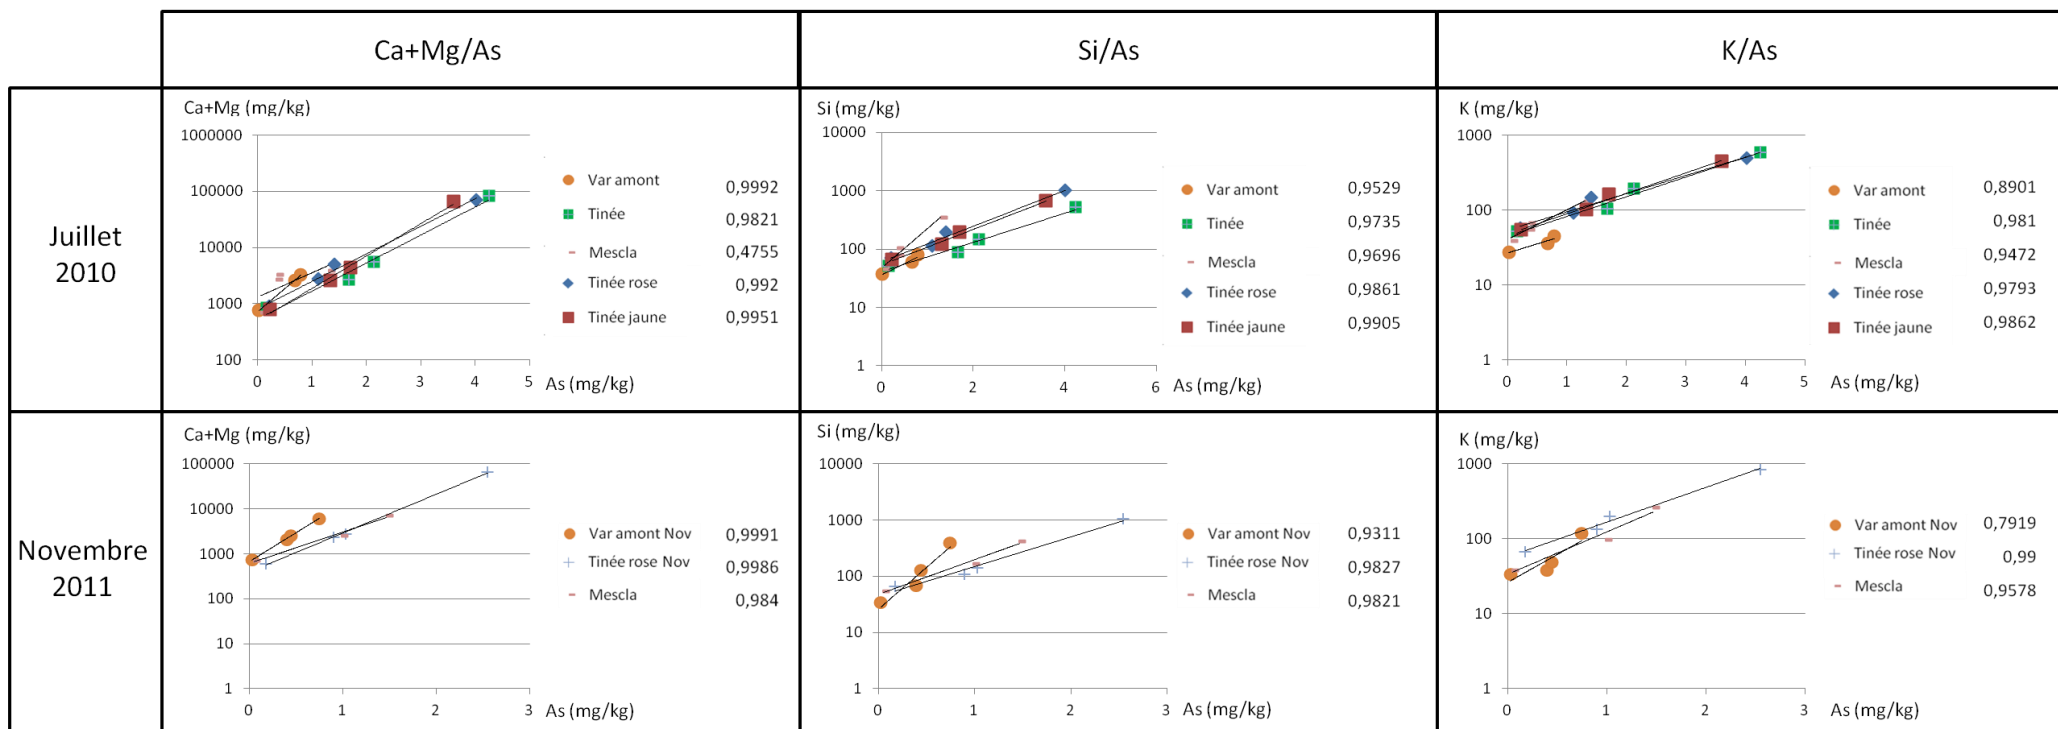 Ca+Mg/As
Si/As
K/As
Juillet
2010
Ca+Mg (mg/kg)
1000000
100000
10000
1000
100
0 1 2 3 4 5
As (mg/kg)
Var amont 0,9992
Tinée 0,9821
Mescla 0,4755
Tinée rose 0,992
Tinée jaune 0,9951
Si (mg/kg)
10000
1000
100
10
1
0 2 4 6
As (mg/kg)
Var amont 0,9529
Tinée 0,9735
Mescla 0,9696
Tinée rose 0,9861
Tinée jaune 0,9905
K (mg/kg)
1000
100
10
1
0 1 2 3 4 5
As (mg/kg)
Var amont 0,8901
Tinée 0,981
Mescla 0,9472
Tinée rose 0,9793
Tinée jaune 0,9862
Novembre
2011
Ca+Mg (mg/kg)
100000
10000
1000
100
10
1
0 1 2 3
As (mg/kg)
Var amont Nov 0,9991
Tinée rose Nov 0,9986
Mescla 0,984
Si (mg/kg)
10000
1000
100
10
1
0 1 2 3
As (mg/kg)
Var amont Nov 0,9311
Tinée rose Nov 0,9827
Mescla 0,9821
K (mg/kg)
1000
100
10
1
0 1 2 3
As (mg/kg)
Var amont Nov 0,7919
Tinée rose Nov 0,99
Mescla 0,9578